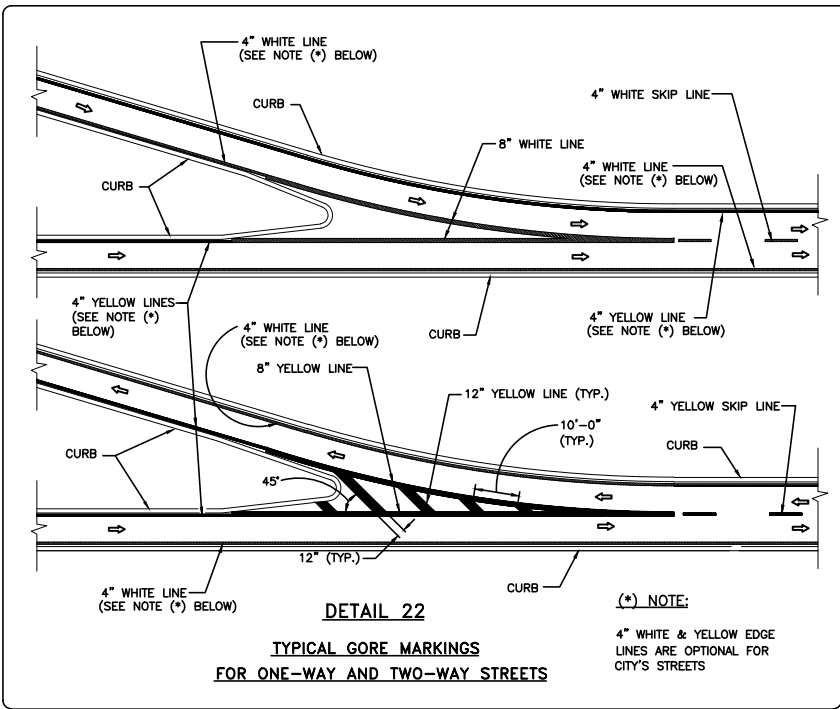 4" WHITE LINE
(SEE NOTE (*) BELOW)
CURB
4" WHITE SKIP LINE
8" WHITE LINE
4" WHITE LINE
(SEE NOTE (*) BELOW)
CURB
4" YELLOW LINES
(SEE NOTE (*)
BELOW)
CURB
4" YELLOW LINE
(SEE NOTE (*) BELOW)
4" WHITE LINE
(SEE NOTE (*) BELOW)
8" YELLOW LINE
12" YELLOW LINE (TYP.)
4" YELLOW SKIP LINE
10'-0"
(TYP.)
CURB
CURB
45°
12" (TYP.)
4" WHITE LINE
(SEE NOTE (*) BELOW)
CURB
DETAIL 22
TYPICAL GORE MARKINGS
FOR ONE-WAY AND TWO-WAY STREETS
(*) NOTE:
4" WHITE & YELLOW EDGE
LINES ARE OPTIONAL FOR
CITY'S STREETS